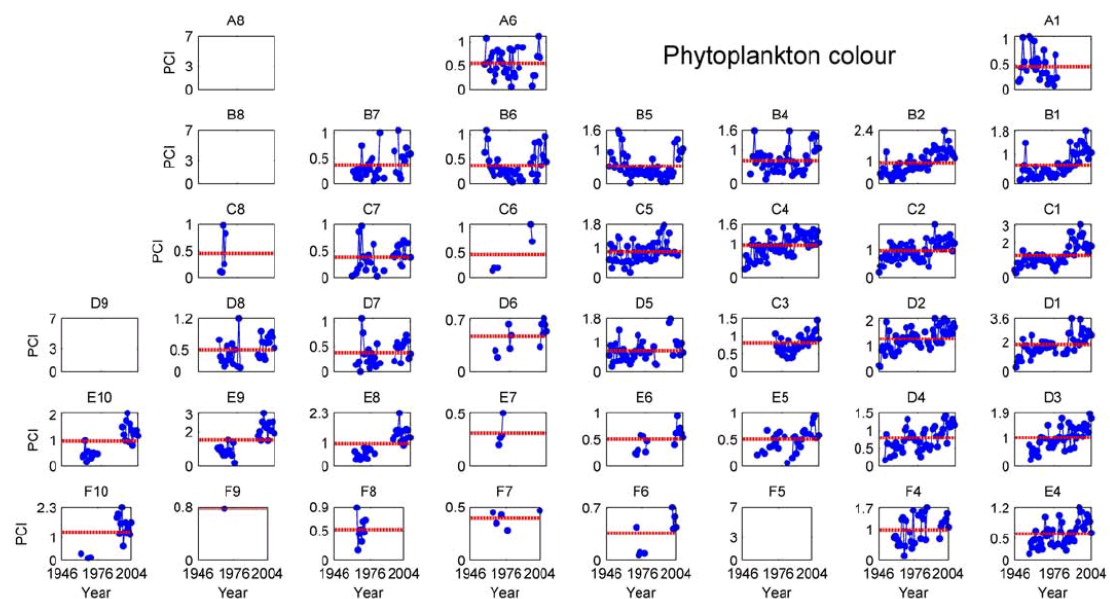 A8 A6 A1
Phytoplankton colour
PCI 7 3 0 1 0.5 0 1 0.5 0
B8 B7 B6 B5 B4 B2 B1
PCI 7 3 0 1 0.5 0 1 0.5 0 1.6 1 0 1.6 1 0 2.4 1 0 1.8 1 0
C8 C7 C6 C5 C4 C2 C1
PCI 1 0.5 0 1 0.5 0 1 0.5 0 1.8 1 0 1.6 1 0 2 1 0 3 2 1 0
D9 D8 D7 D6 D5 C3 D2 D1
PCI 7 3 0 1.2 0.5 0 1 0.5 0 0.7 0 1.8 1 0 1.5 1 0.5 0 2 1 0 3.6 2 0
E10 E9 E8 E7 E6 E5 D4 D3
PCI 2 1 0 3 2 1 0 2.3 1 0 0.5 0 1 0.5 0 1 0.5 0 1.5 1 0.5 0 1.9 1 0
F10 F9 F8 F7 F6 F5 F4 E4
PCI 2.3 1 0 0.8 0 0.9 0.5 0 0.5 0 0.7 0 7 3 0 1.7 1 0 1.2 0.6 0
1946 1976 2004 1946 1976 2004 1946 1976 2004 1946 1976 2004 1946 1976 2004 1946 1976 2004 1946 1976 2004 1946 1976 2004
Year Year Year Year Year Year Year Year